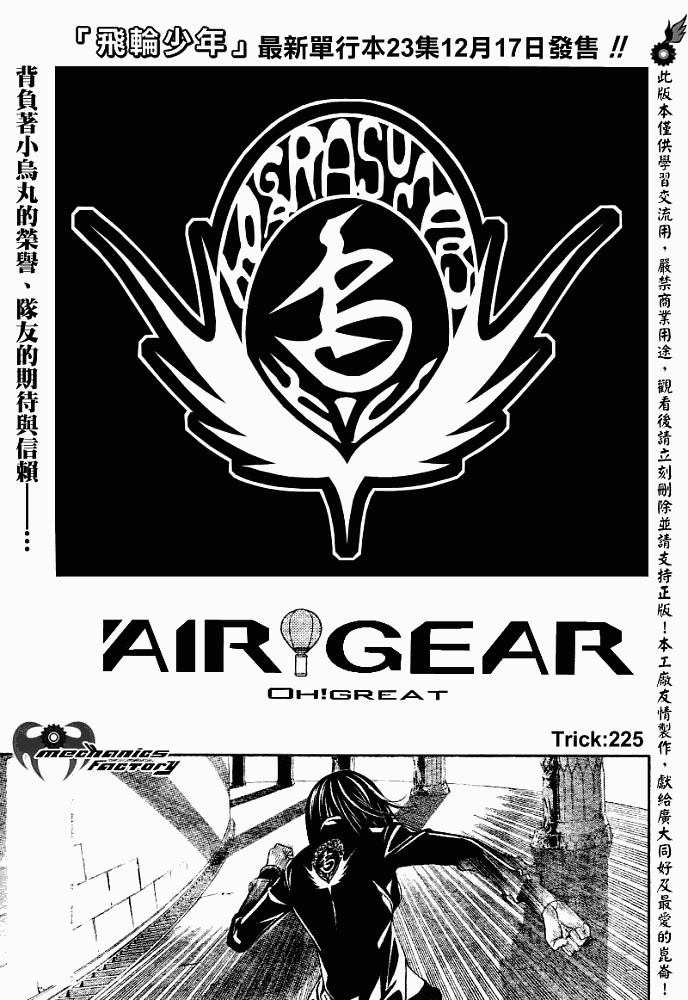 「飛輪少年」最新單行本23集12月17日發售!!
此版本僅供學習交流用，嚴禁商業用途，觀看後請立刻刪除並請支持正版！本工廠友情製作，獻給廣大同好及最愛的崑崙！
背負著小烏丸的榮譽、隊友的期待與信賴——…
KOGARASUMARU
烏
AIR GEAR
OH!GREAT
Trick:225
mechanics
Factory